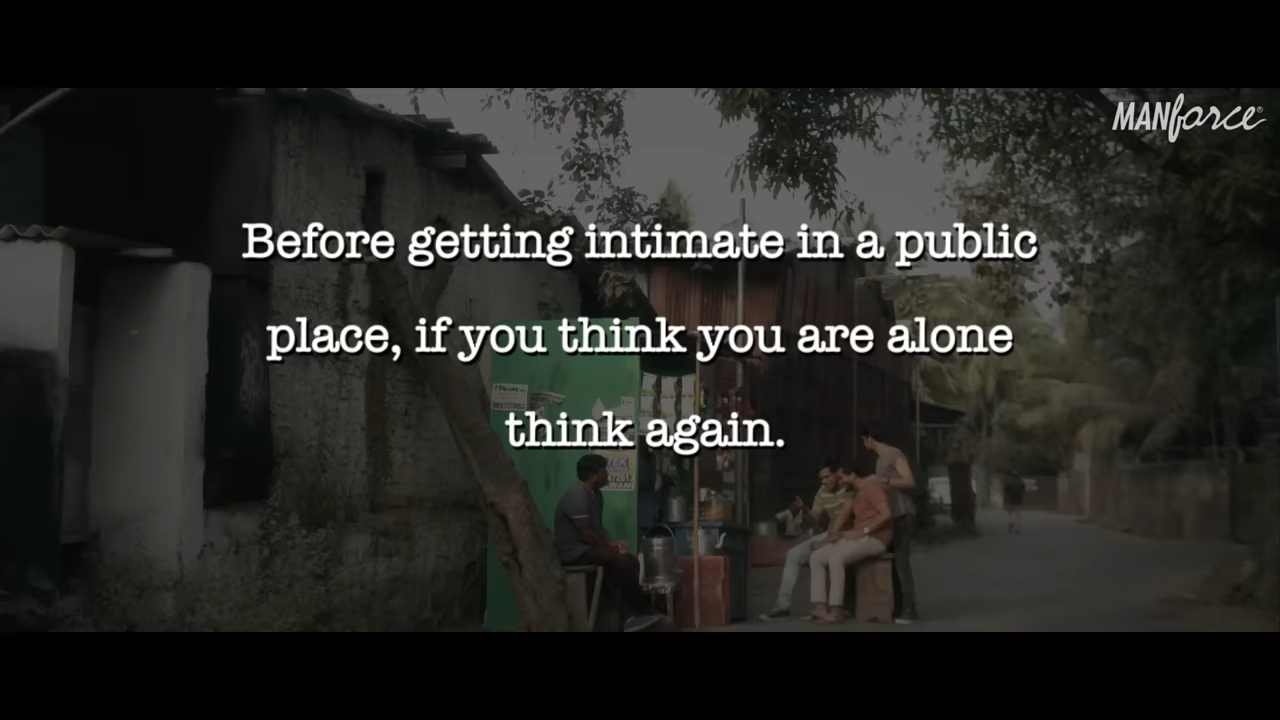 MANforce®
Before getting intimate in a public
place, if you think you are alone
think again.